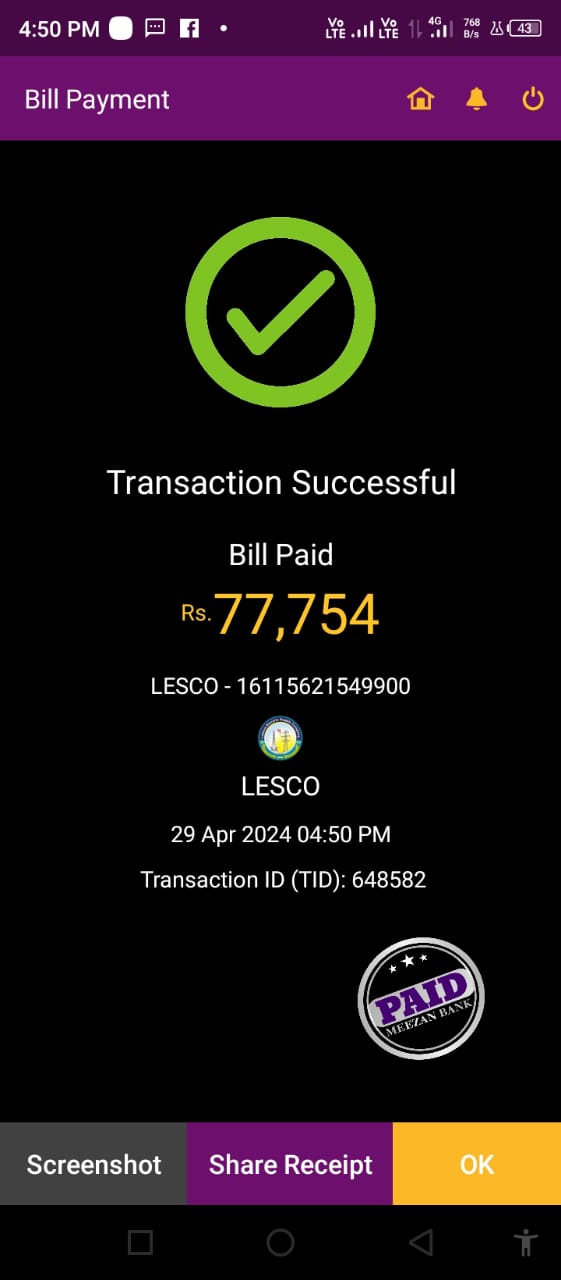 4:50 PM
Vo LTE Vo LTE 4G 768 B/s 43
Bill Payment
Transaction Successful
Bill Paid
Rs.77,754
LESCO - 16115621549900
LESCO
29 Apr 2024 04:50 PM
Transaction ID (TID): 648582
PAID
MEEZAN BANK
Screenshot
Share Receipt
OK